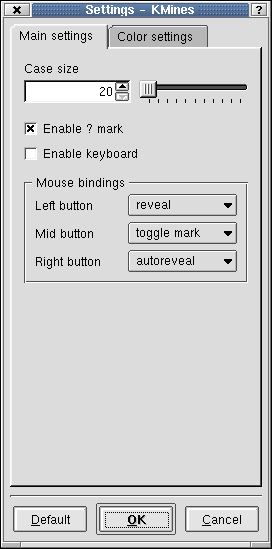 Settings - KMines
Main settings
Color settings
Case size
20
Enable ? mark
Enable keyboard
Mouse bindings
Left button reveal
Mid button toggle mark
Right button autoreveal
Default OK Cancel